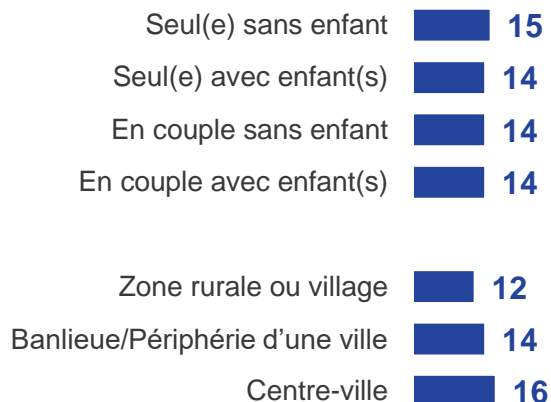 Seul(e) sans enfant 15
Seul(e) avec enfant(s) 14
En couple sans enfant 14
En couple avec enfant(s) 14
Zone rurale ou village 12
Banlieue/Périphérie d’une ville 14
Centre-ville 16